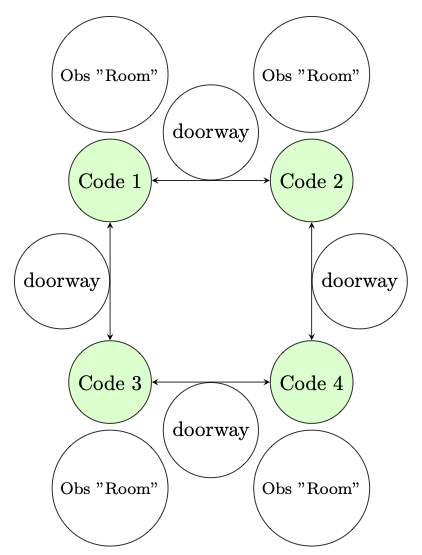 Obs "Room"
Obs "Room"
doorway
Code 1
Code 2
doorway
doorway
Code 3
Code 4
doorway
Obs "Room"
Obs "Room"